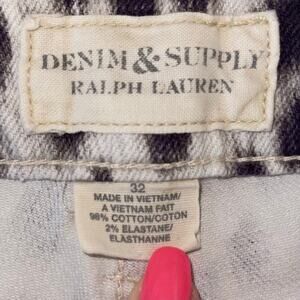 DENIM & SUPPLY
RALPH LAUREN
32
MADE IN VIETNAM/
A VIETNAM FAIT
98% COTTON/COTON
2% ELASTANE/
ELASTHANNE